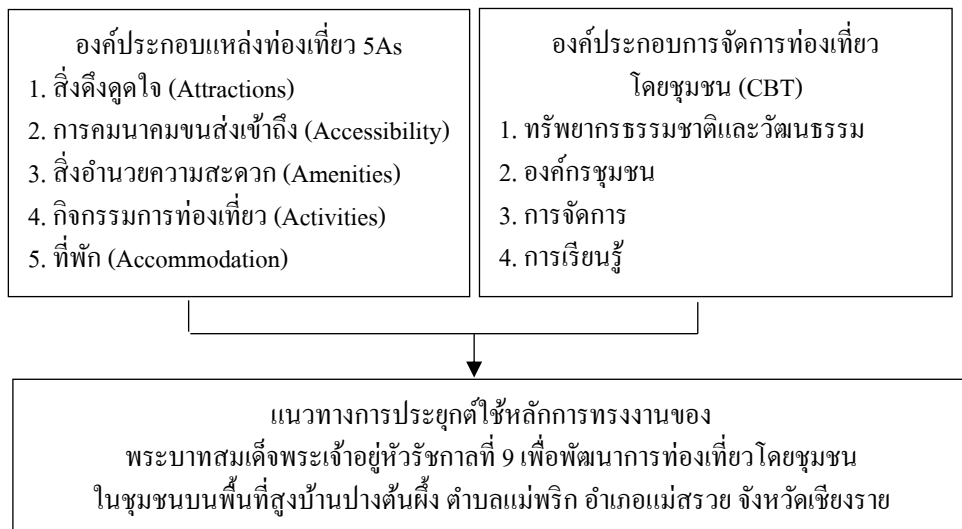 องค์ประกอบแหล่งท่องเที่ยว 5As
1. สิ่งดึงดูดใจ (Attractions)
2. การคมนาคมขนส่งเข้าถึง (Accessibility)
3. สิ่งอำนวยความสะดวก (Amenities)
4. กิจกรรมการท่องเที่ยว (Activities)
5. ที่พัก (Accommodation)
องค์ประกอบการจัดการท่องเที่ยว
โดยชุมชน (CBT)
1. ทรัพยากรธรรมชาติและวัฒนธรรม
2. องค์กรชุมชน
3. การจัดการ
4. การเรียนรู้
แนวทางการประยุกต์ใช้หลักการทรงงานของ
พระบาทสมเด็จพระเจ้าอยู่หัวรัชกาลที่ 9 เพื่อพัฒนาการท่องเที่ยวโดยชุมชน
ในชุมชนบนพื้นที่สูงบ้านปางต้นผึ้ง ตำบลแม่พริก อำเภอแม่สรวย จังหวัดเชียงราย